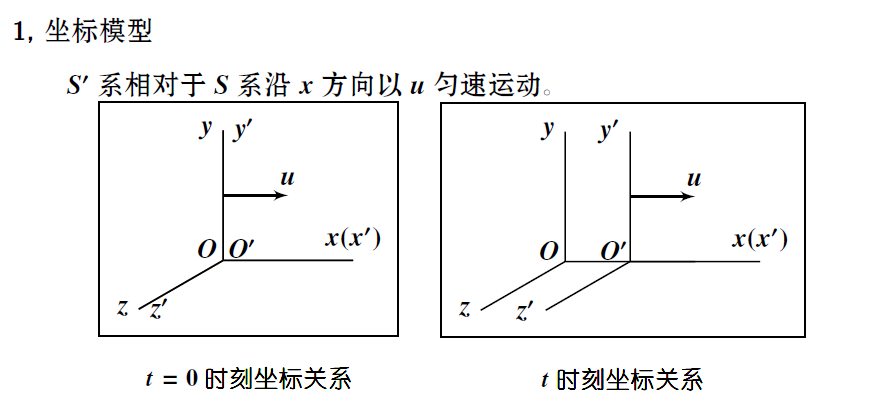 1, 坐标模型
S′ 系相对于 S 系沿 x 方向以 u 匀速运动。
y y′
u
O O′
x(x′)
z z′
t = 0 时刻坐标关系
y y′
u
O O′
x(x′)
z z′
t 时刻坐标关系